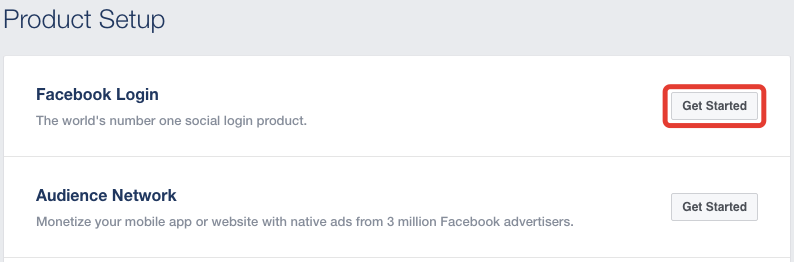 Product Setup
Facebook Login
The world's number one social login product.
Get Started
Audience Network
Monetize your mobile app or website with native ads from 3 million Facebook advertisers.
Get Started